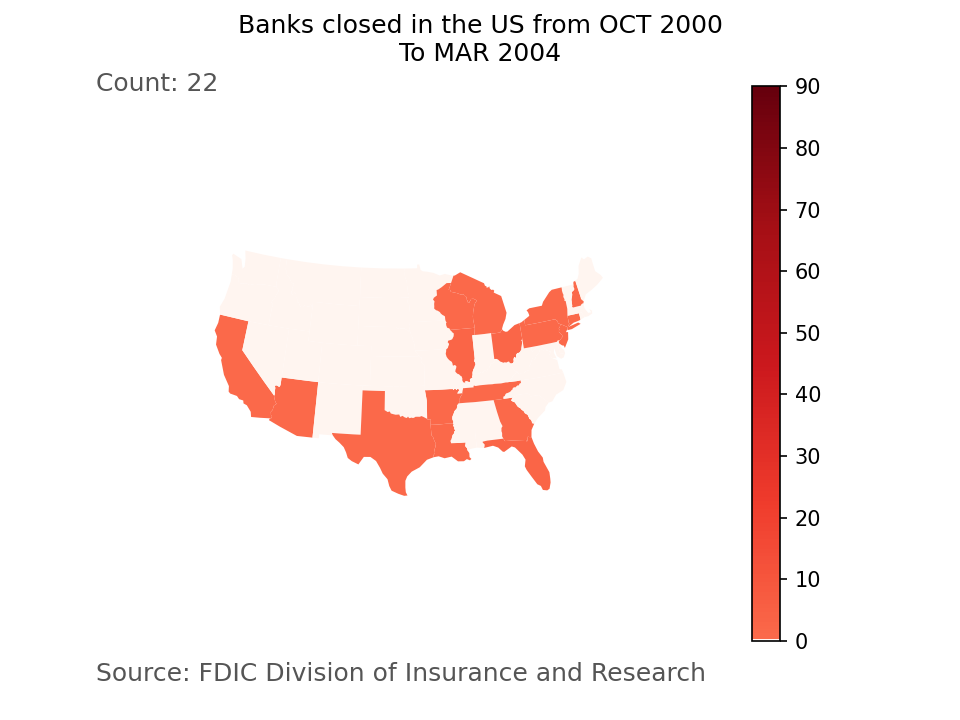 Banks closed in the US from OCT 2000
To MAR 2004
Count: 22
90
80
70
60
50
40
30
20
10
0
Source: FDIC Division of Insurance and Research